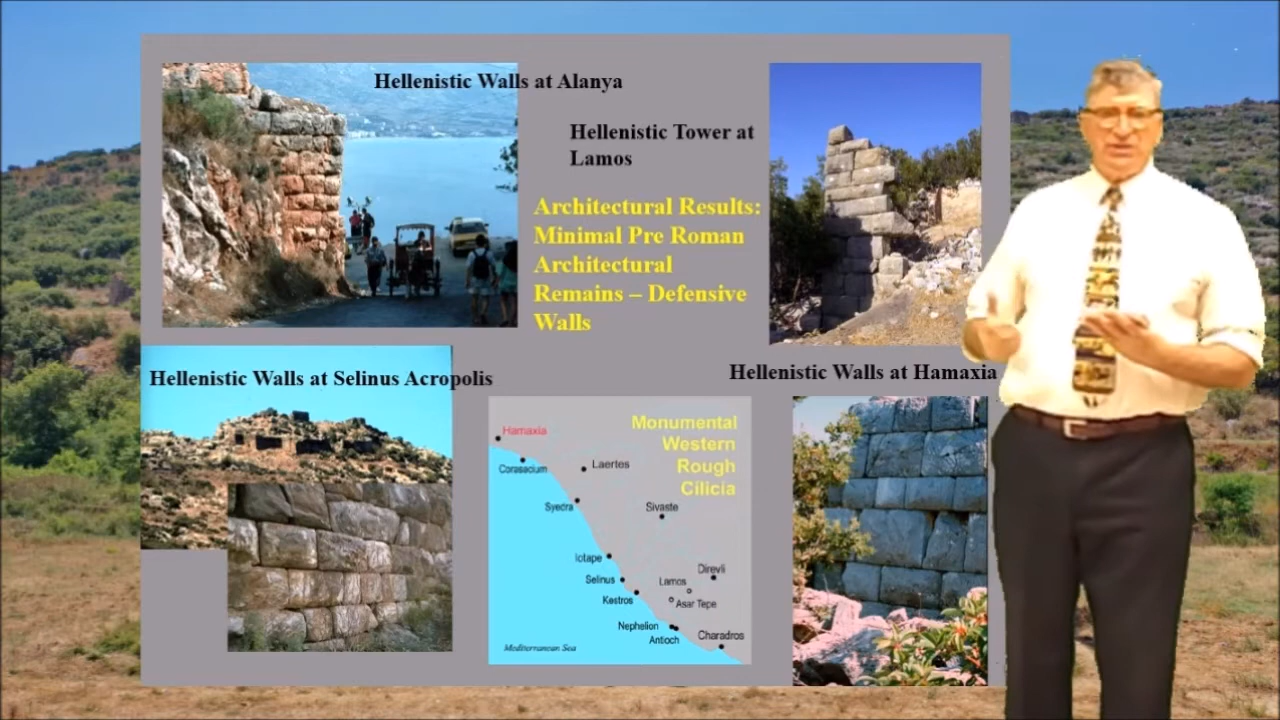 Hellenistic Walls at Alanya
Hellenistic Tower at
Lamos
Architectural Results:
Minimal Pre Roman
Architectural
Remains – Defensive
Walls
Hellenistic Walls at Selinus Acropolis
Hellenistic Walls at Hamaxia
Monumental
Western
Rough
Cilicia
Hamaxia
Coracecium
Laertes
Syedra
Sivaste
Iotape
Selinus
Kestros
Lamos
Direvli
Asar Tepe
Nephelion
Antioch
Charadros
Mediterranean Sea